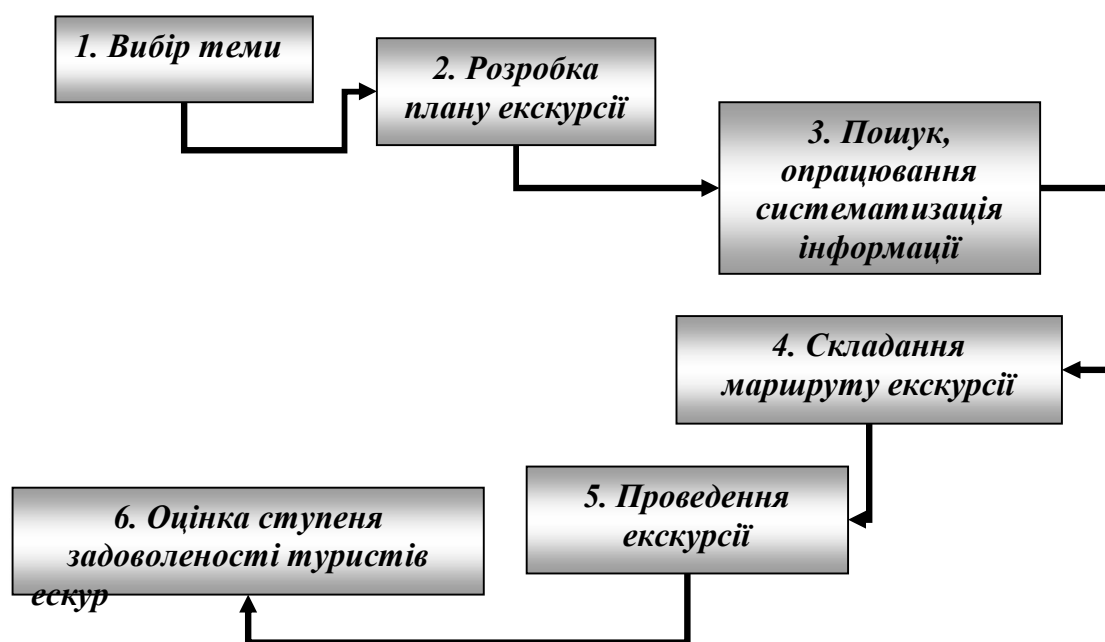 1. Вибір теми
2. Розробка
плану екскурсії
3. Пошук,
опрацювання
систематизація
інформації
4. Складання
маршруту екскурсії
5. Проведення
екскурсії
6. Оцінка ступеня
задоволеності туристів
ескур